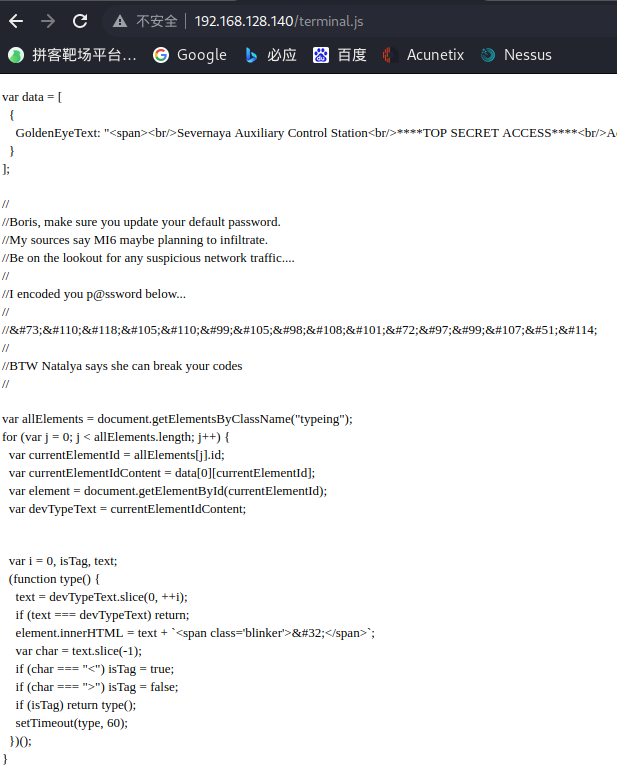 不安全 192.168.128.140/terminal.js
拼客靶场平台… Google 必应 百度 Acunetix Nessus
var data = [
{
GoldenEyeText: "<span><br/>Severnaya Auxiliary Control Station<br/>****TOP SECRET ACCESS****<br/>A
}
];
//
//Boris, make sure you update your default password.
//My sources say MI6 maybe planning to infiltrate.
//Be on the lookout for any suspicious network traffic....
//
//I encoded you p@ssword below...
//
//&#73;&#110;&#118;&#105;&#110;&#99;&#105;&#98;&#108;&#101;&#72;&#97;&#99;&#107;&#51;&#114;
//
//BTW Natalya says she can break your codes
//
var allElements = document.getElementsByClassName("typeing");
for (var j = 0; j < allElements.length; j++) {
var currentElementId = allElements[j].id;
var currentElementIdContent = data[0][currentElementId];
var element = document.getElementById(currentElementId);
var devTypeText = currentElementIdContent;
var i = 0, isTag, text;
(function type() {
text = devTypeText.slice(0, ++i);
if (text === devTypeText) return;
element.innerHTML = text + `<span class='blinker'>&#32;</span>`;
var char = text.slice(-1);
if (char === "<") isTag = true;
if (char === ">") isTag = false;
if (isTag) return type();
setTimeout(type, 60);
})();
}